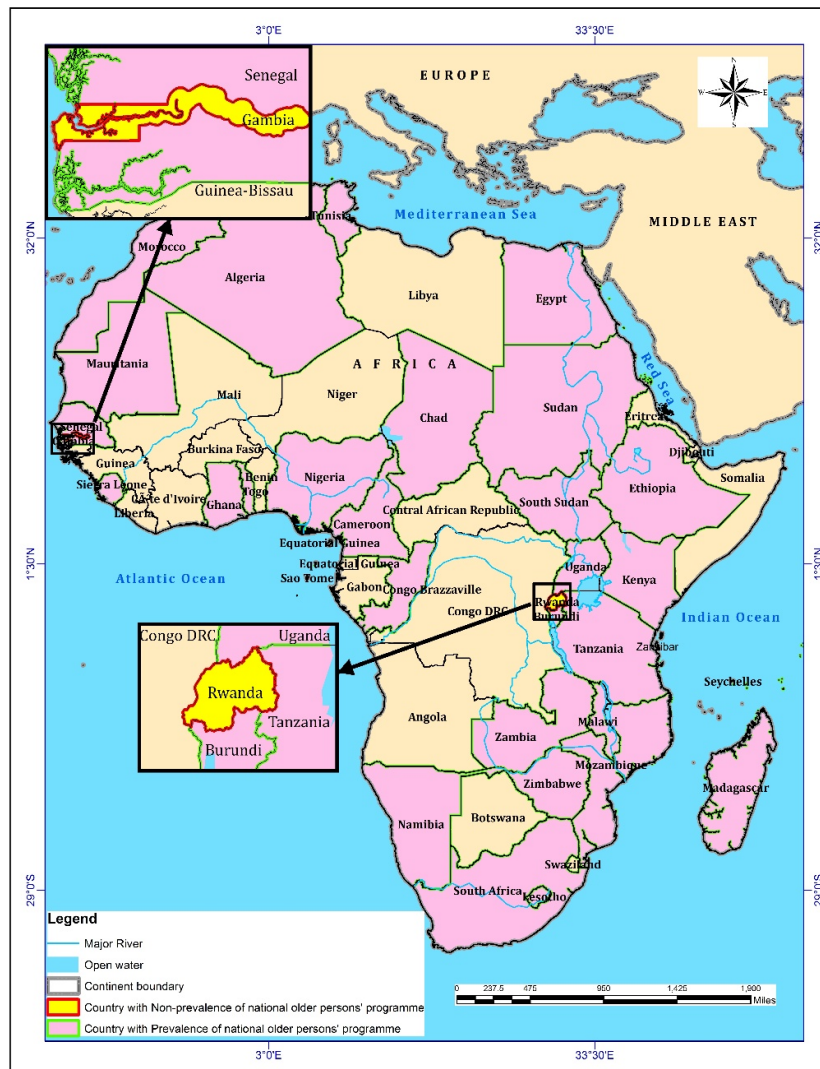 3°0'E
33°30'E
EUROPE
N
W
E
S
MIDDLE EAST
Senegal
Gambia
Guinea-Bissau
32°0'N
32°0'N
Tunisia
Mediterranean Sea
Morocco
Algeria
Libya
Egypt
Red Sea
AFRICA
Mauritania
Mali
Niger
Chad
Sudan
Eritrea
Senegal
Gambia
Guinea
Burkina Faso
Djibouti
Somalia
Sierra Leone
Côte d'Ivoire
Ghana
Benin
Togo
Nigeria
Liberia
Central African Republic
South Sudan
Ethiopia
Cameroon
Equatorial Guinea
Equatorial Guinea
Sao Tome
Gabon
Congo Brazzaville
Congo DRC
Uganda
Kenya
1°30'N
1°30'N
Atlantic Ocean
Indian Ocean
Rwanda
Burundi
Tanzania
Zanzibar
Seychelles
Congo DRC
Uganda
Rwanda
Tanzania
Burundi
Angola
Zambia
Malawi
Mozambique
Zimbabwe
Madagascar
Namibia
Botswana
Swaziland
South Africa
Lesotho
29°0'S
29°0'S
Legend
Major River
Open water
Continent boundary
Country with Non-prevalence of national older persons' programme
Country with Prevalence of national older persons' programme
0 237.5 475 950 1,425 1,900
Miles
3°0'E
33°30'E